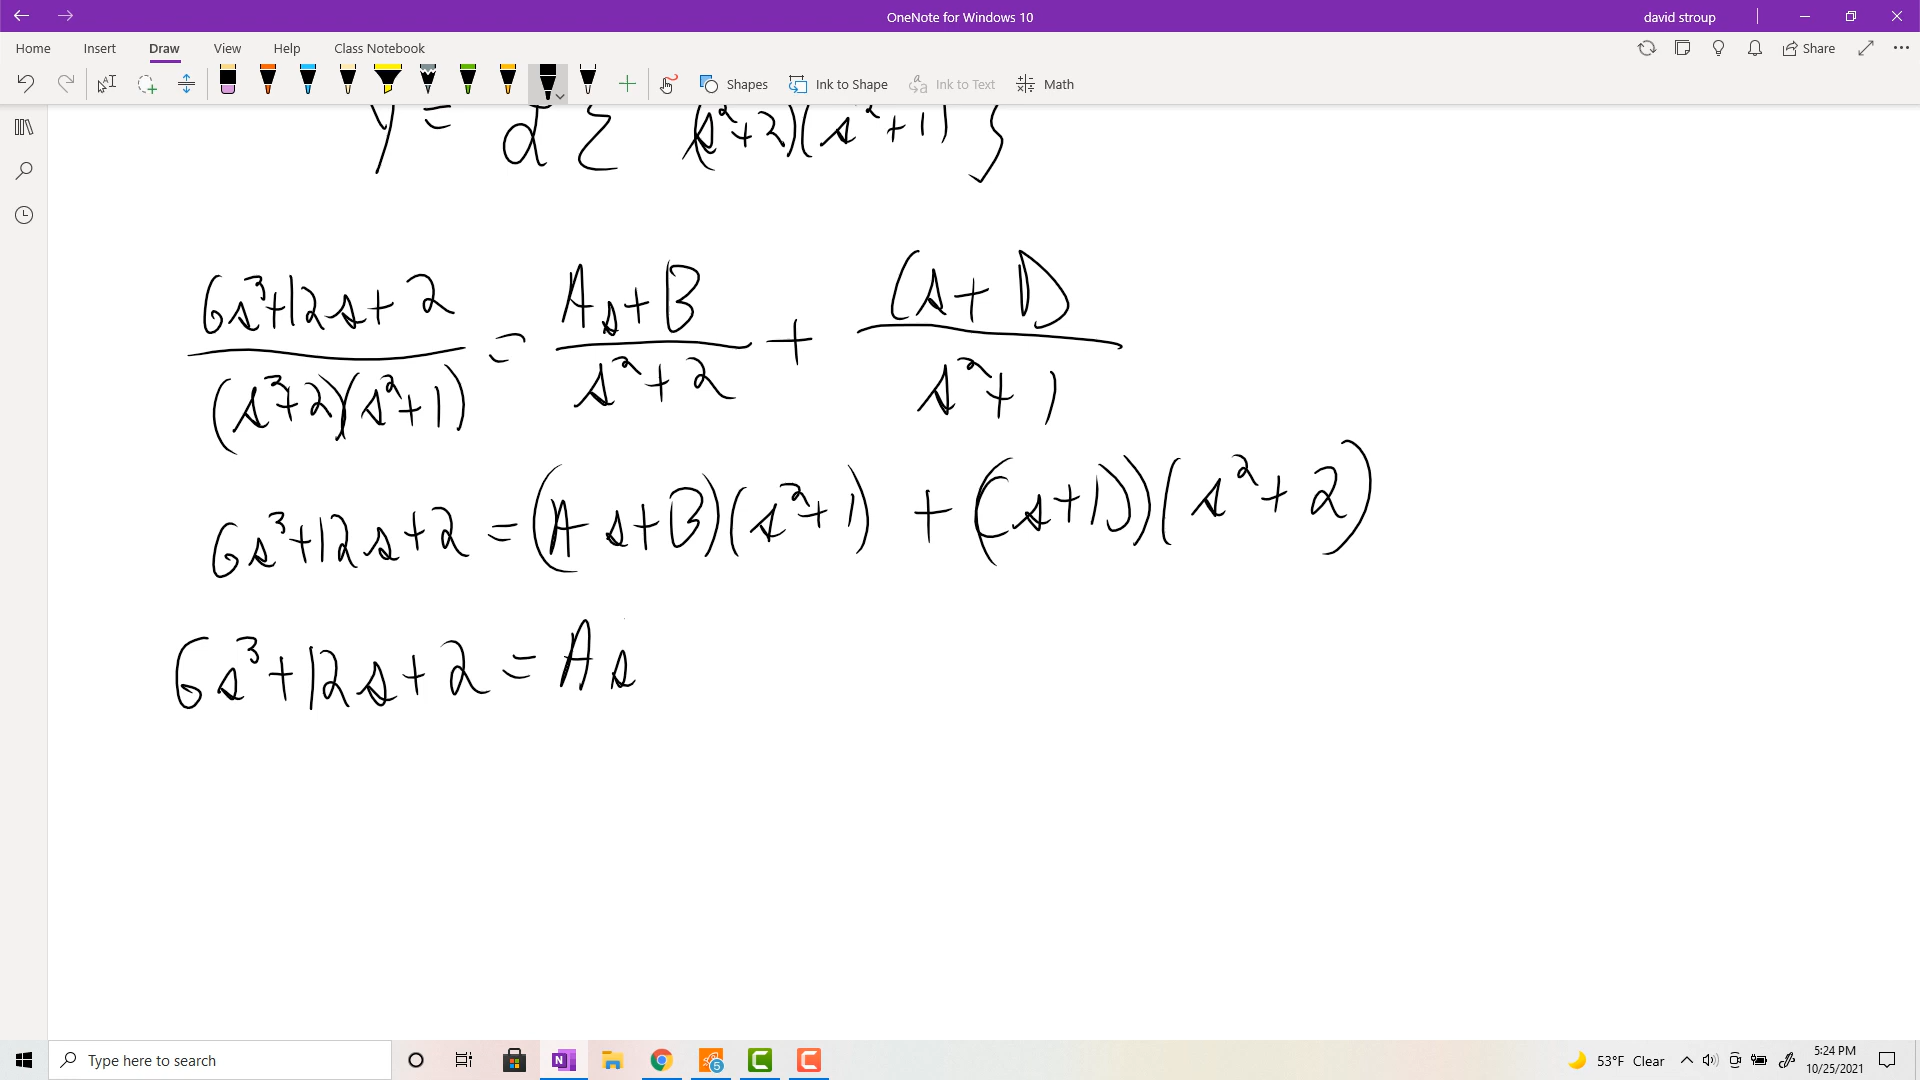 OneNote for Windows 10
david stroup
Home Insert Draw View Help Class Notebook
Share
Shapes Ink to Shape Ink to Text Math
y = ℒ { (s²+2)(s²+1) }
6s³+12s+2 / (s²+2)(s²+1) = As+B / s²+2 + Cs+D / s²+1
6s³+12s+2 = (As+B)(s²+1) + (Cs+D)(s²+2)
6s³+12s+2 = As
Type here to search
N
5
C
C
53°F Clear
5:24 PM
10/25/2021